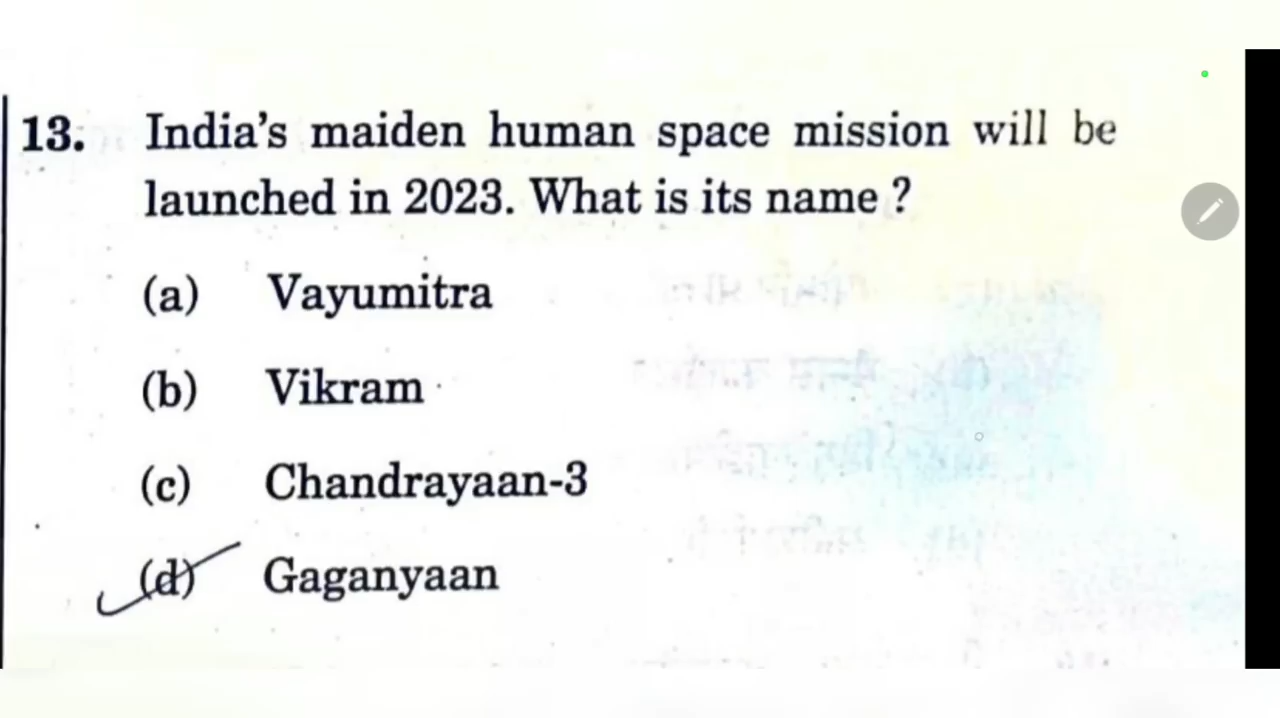 13. India's maiden human space mission will be
launched in 2023. What is its name ?
(a) Vayumitra
(b) Vikram
(c) Chandrayaan-3
(d) Gaganyaan